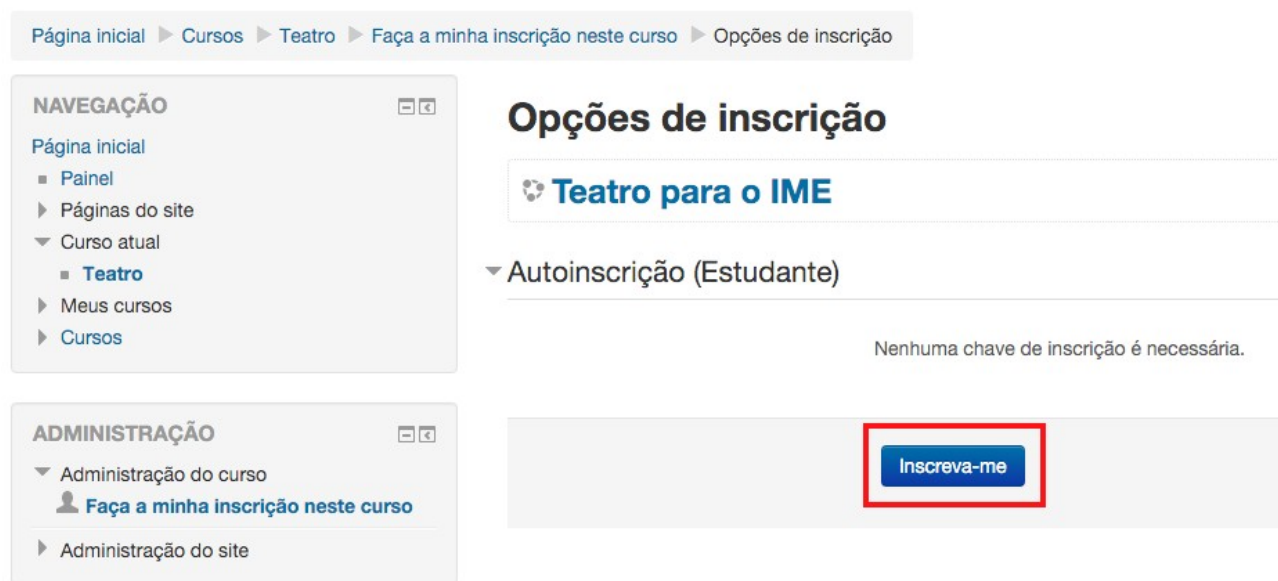 Página inicial Cursos Teatro Faça a minha inscrição neste curso Opções de inscrição
NAVEGAÇÃO
Página inicial
Painel
Páginas do site
Curso atual
Teatro
Meus cursos
Cursos
ADMINISTRAÇÃO
Administração do curso
Faça a minha inscrição neste curso
Administração do site
Opções de inscrição
Teatro para o IME
Autoinscrição (Estudante)
Nenhuma chave de inscrição é necessária.
Inscreva-me